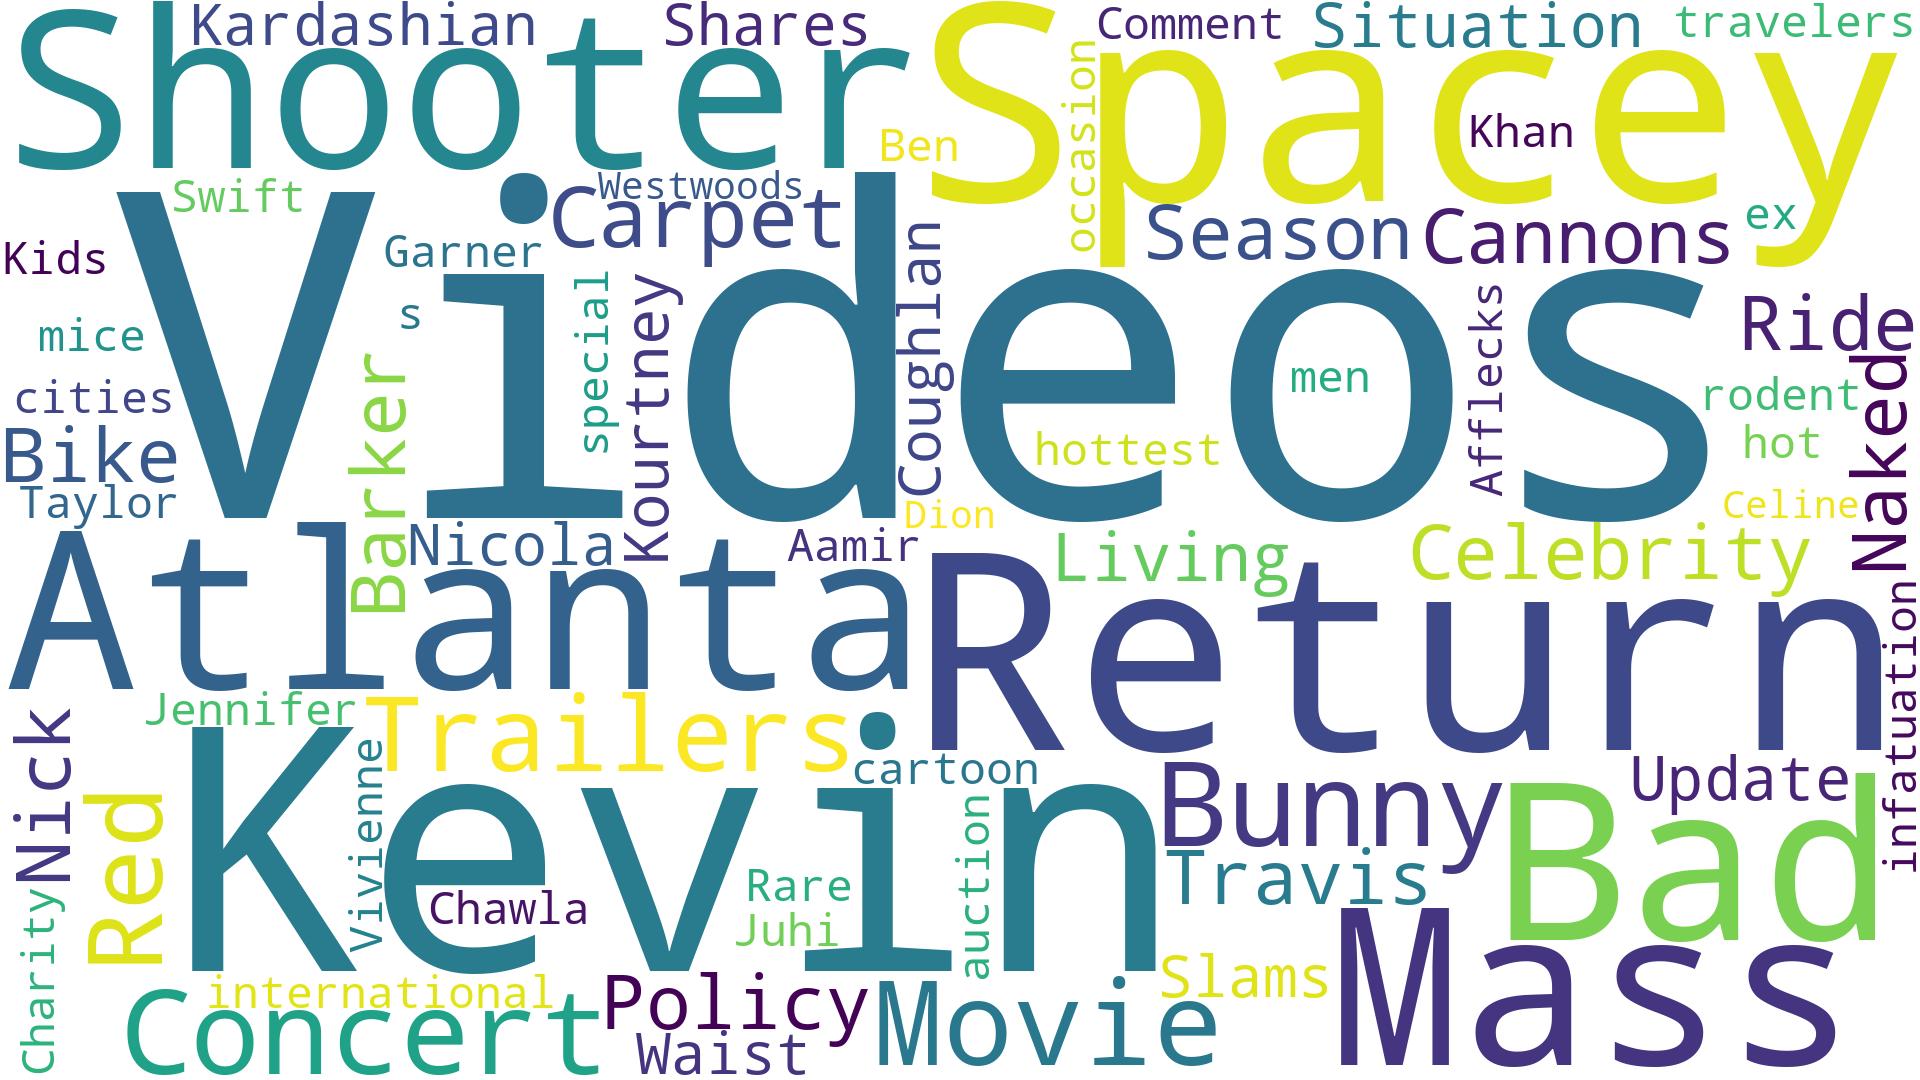 Kardashian
Shares
Comment
Situation
travelers
Shooter
Spacey
occasion
Ben
Khan
Westwoods
Swift
Carpet
Season
Cannons
ex
Kids
Garner
Videos
s
special
Kourtney
Coughlan
Afflecks
Ride
mice
men
cities
Barker
rodent
Naked
Bike
hottest
hot
Taylor
Dion
Celine
Nicola
Aamir
Living
Celebrity
Atlanta
Return
infatuation
Jennifer
Trailers
Nick
Kevin
Vivienne
cartoon
Bunny
Update
Red
auction
Bad
Travis
Rare
Chawla
Juhi
Charity
international
Concert
Policy
Waist
Movie
Slams
Mass